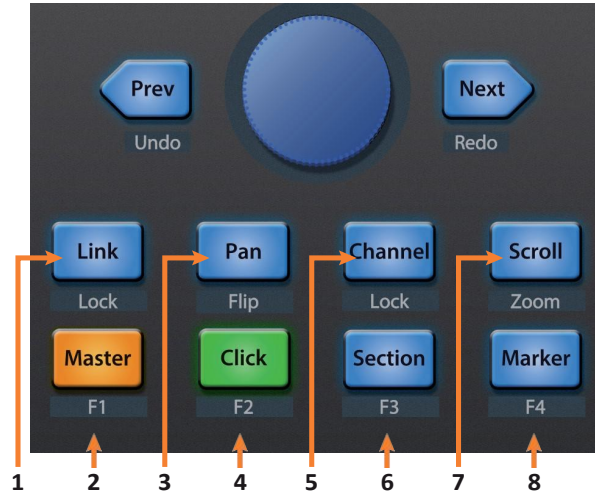 Prev Next
Undo Redo
Link Pan Channel Scroll
Lock Flip Lock Zoom
Master Click Section Marker
F1 F2 F3 F4
1 2 3 4 5 6 7 8